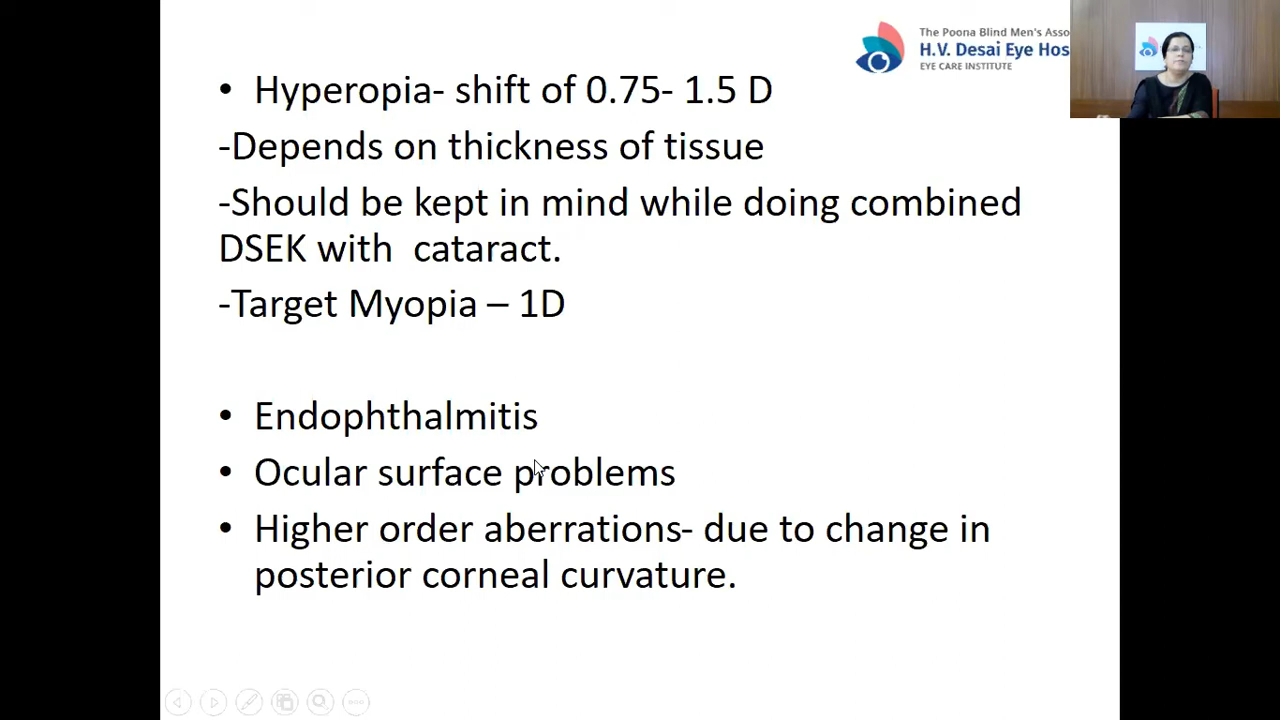 The Poona Blind Men's Asso
H.V. Desai Eye Hos
EYE CARE INSTITUTE
• Hyperopia- shift of 0.75- 1.5 D
-Depends on thickness of tissue
-Should be kept in mind while doing combined
DSEK with cataract.
-Target Myopia – 1D
• Endophthalmitis
• Ocular surface problems
• Higher order aberrations- due to change in
posterior corneal curvature.